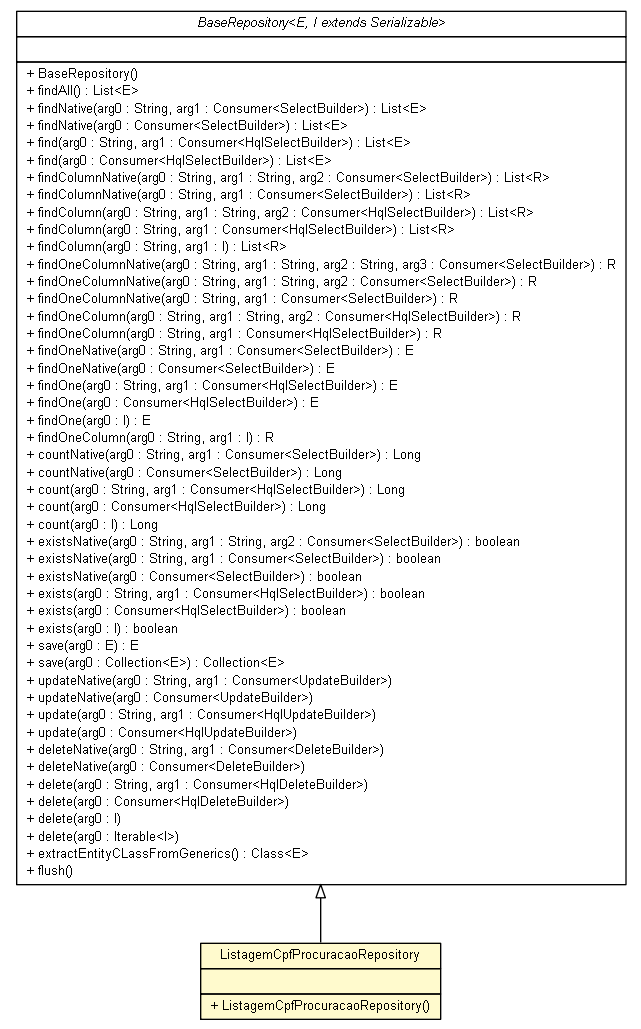 BaseRepository<E, I extends Serializable>
+ BaseRepository()
+ findAll() : List<E>
+ findNative(arg0 : String, arg1 : Consumer<SelectBuilder>) : List<E>
+ findNative(arg0 : Consumer<SelectBuilder>) : List<E>
+ find(arg0 : String, arg1 : Consumer<HqlSelectBuilder>) : List<E>
+ find(arg0 : Consumer<HqlSelectBuilder>) : List<E>
+ findColumnNative(arg0 : String, arg1 : String, arg2 : Consumer<SelectBuilder>) : List<R>
+ findColumnNative(arg0 : String, arg1 : Consumer<SelectBuilder>) : List<R>
+ findColumn(arg0 : String, arg1 : String, arg2 : Consumer<HqlSelectBuilder>) : List<R>
+ findColumn(arg0 : String, arg1 : Consumer<HqlSelectBuilder>) : List<R>
+ findColumn(arg0 : String, arg1 : I) : List<R>
+ findOneColumnNative(arg0 : String, arg1 : String, arg2 : String, arg3 : Consumer<SelectBuilder>) : R
+ findOneColumnNative(arg0 : String, arg1 : String, arg2 : Consumer<SelectBuilder>) : R
+ findOneColumnNative(arg0 : String, arg1 : Consumer<SelectBuilder>) : R
+ findOneColumn(arg0 : String, arg1 : String, arg2 : Consumer<HqlSelectBuilder>) : R
+ findOneColumn(arg0 : String, arg1 : Consumer<HqlSelectBuilder>) : R
+ findOneNative(arg0 : String, arg1 : Consumer<SelectBuilder>) : E
+ findOneNative(arg0 : Consumer<SelectBuilder>) : E
+ findOne(arg0 : String, arg1 : Consumer<HqlSelectBuilder>) : E
+ findOne(arg0 : Consumer<HqlSelectBuilder>) : E
+ findOne(arg0 : I) : E
+ findOneColumn(arg0 : String, arg1 : I) : R
+ countNative(arg0 : String, arg1 : Consumer<SelectBuilder>) : Long
+ countNative(arg0 : Consumer<SelectBuilder>) : Long
+ count(arg0 : String, arg1 : Consumer<HqlSelectBuilder>) : Long
+ count(arg0 : Consumer<HqlSelectBuilder>) : Long
+ count(arg0 : I) : Long
+ existsNative(arg0 : String, arg1 : String, arg2 : Consumer<SelectBuilder>) : boolean
+ existsNative(arg0 : String, arg1 : Consumer<SelectBuilder>) : boolean
+ existsNative(arg0 : Consumer<SelectBuilder>) : boolean
+ exists(arg0 : String, arg1 : Consumer<HqlSelectBuilder>) : boolean
+ exists(arg0 : Consumer<HqlSelectBuilder>) : boolean
+ exists(arg0 : I) : boolean
+ save(arg0 : E) : E
+ save(arg0 : Collection<E>) : Collection<E>
+ updateNative(arg0 : String, arg1 : Consumer<UpdateBuilder>)
+ updateNative(arg0 : Consumer<UpdateBuilder>)
+ update(arg0 : String, arg1 : Consumer<HqlUpdateBuilder>)
+ update(arg0 : Consumer<HqlUpdateBuilder>)
+ deleteNative(arg0 : String, arg1 : Consumer<DeleteBuilder>)
+ deleteNative(arg0 : Consumer<DeleteBuilder>)
+ delete(arg0 : String, arg1 : Consumer<HqlDeleteBuilder>)
+ delete(arg0 : Consumer<HqlDeleteBuilder>)
+ delete(arg0 : I)
+ delete(arg0 : Iterable<I>)
+ extractEntityCLassFromGenerics() : Class<E>
+ flush()
ListagemCpfProcuracaoRepository
+ ListagemCpfProcuracaoRepository()